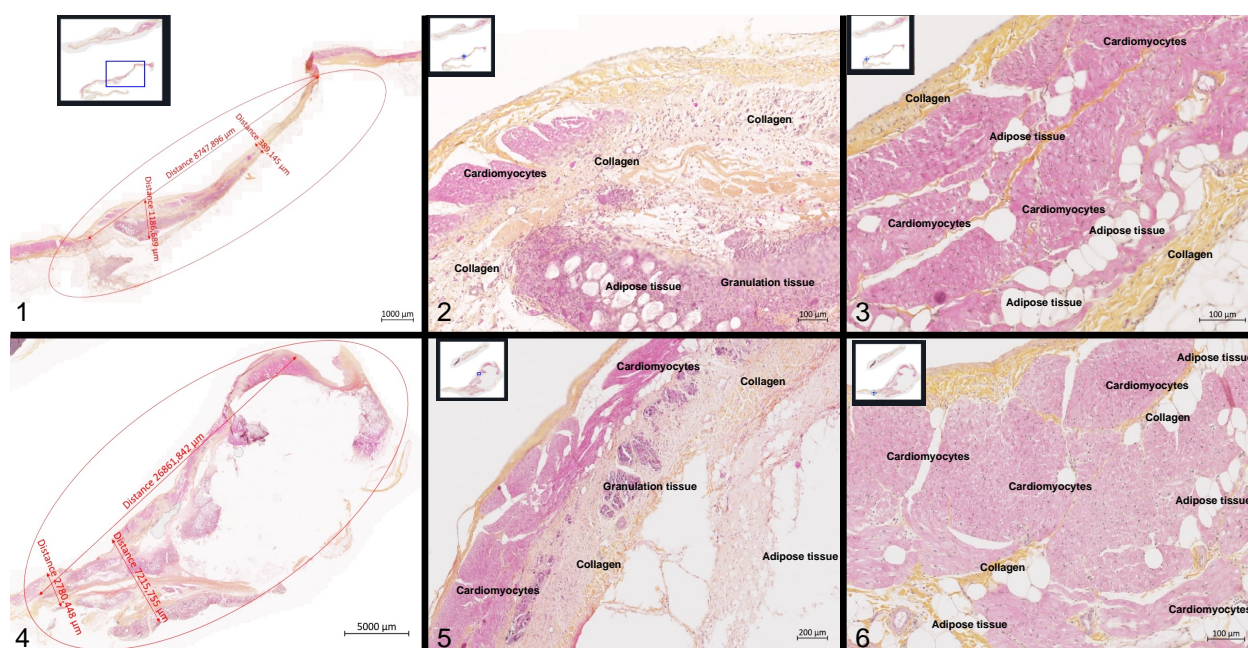 Distance 8747,896 µm
Distance 389,145 µm
Distance 1186,689 µm
1
1000 µm
Collagen
Collagen
Cardiomyocytes
Collagen
Adipose tissue
Granulation tissue
2
100 µm
Cardiomyocytes
Collagen
Adipose tissue
Cardiomyocytes
Cardiomyocytes
Adipose tissue
Collagen
Adipose tissue
3
100 µm
Distance 26861,842 µm
Distance 7215,755 µm
Distance 2780,448 µm
4
5000 µm
Cardiomyocytes
Collagen
Granulation tissue
Adipose tissue
Collagen
Cardiomyocytes
5
200 µm
Adipose tissue
Cardiomyocytes
Collagen
Cardiomyocytes
Cardiomyocytes
Adipose tissue
Collagen
Cardiomyocytes
Adipose tissue
6
100 µm